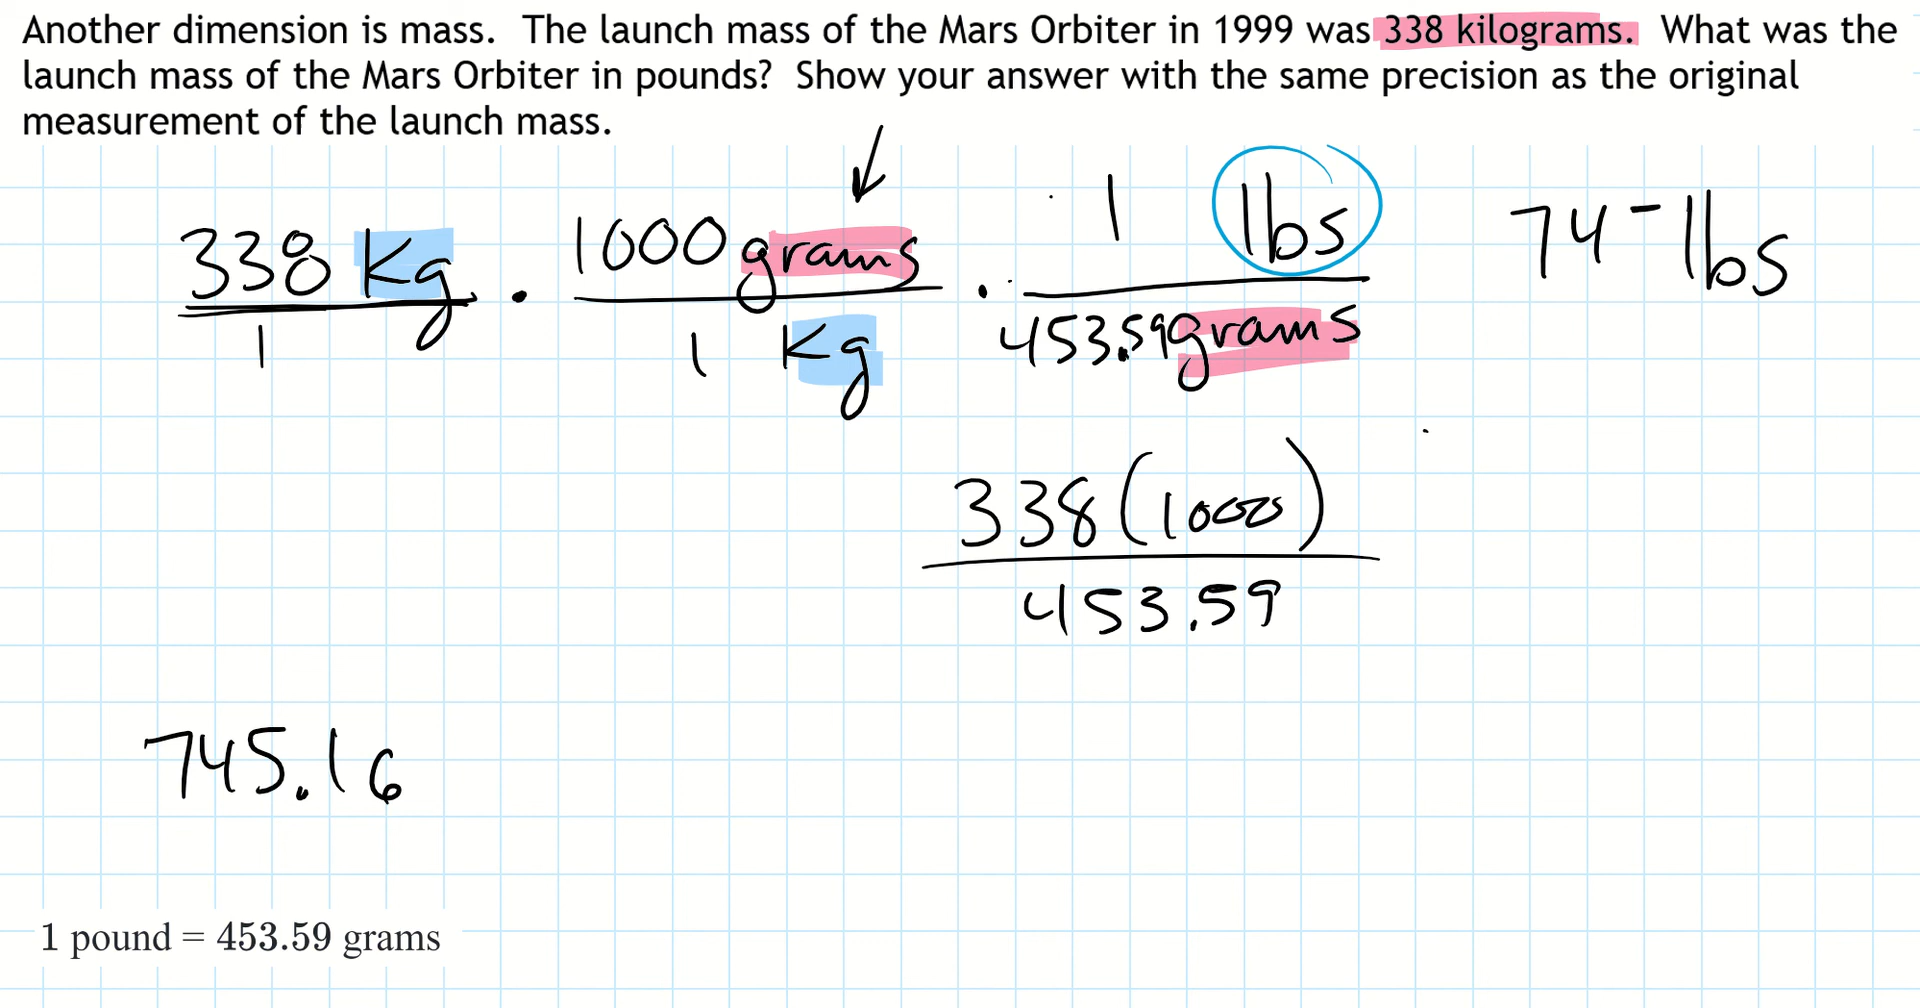 Another dimension is mass. The launch mass of the Mars Orbiter in 1999 was 338 kilograms. What was the
launch mass of the Mars Orbiter in pounds? Show your answer with the same precision as the original
measurement of the launch mass.
338 Kg · 1000 grams · 1 lbs 74- lbs
1 1 Kg 453.59grams
338(1000)
453.59
745.16
1 pound = 453.59 grams